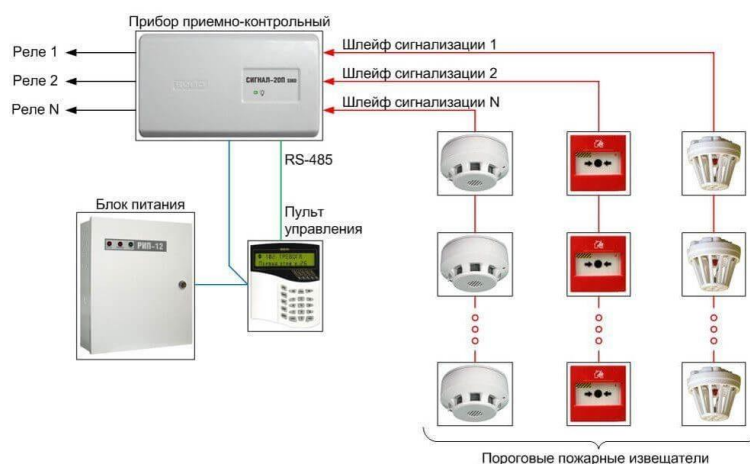 Прибор приемно-контрольный
Реле 1
Реле 2
Реле N
СИГНАЛ-20П SMD
Шлейф сигнализации 1
Шлейф сигнализации 2
Шлейф сигнализации N
RS-485
Блок питания
РИП-12
Пульт
управления
Пороговые пожарные извещатели